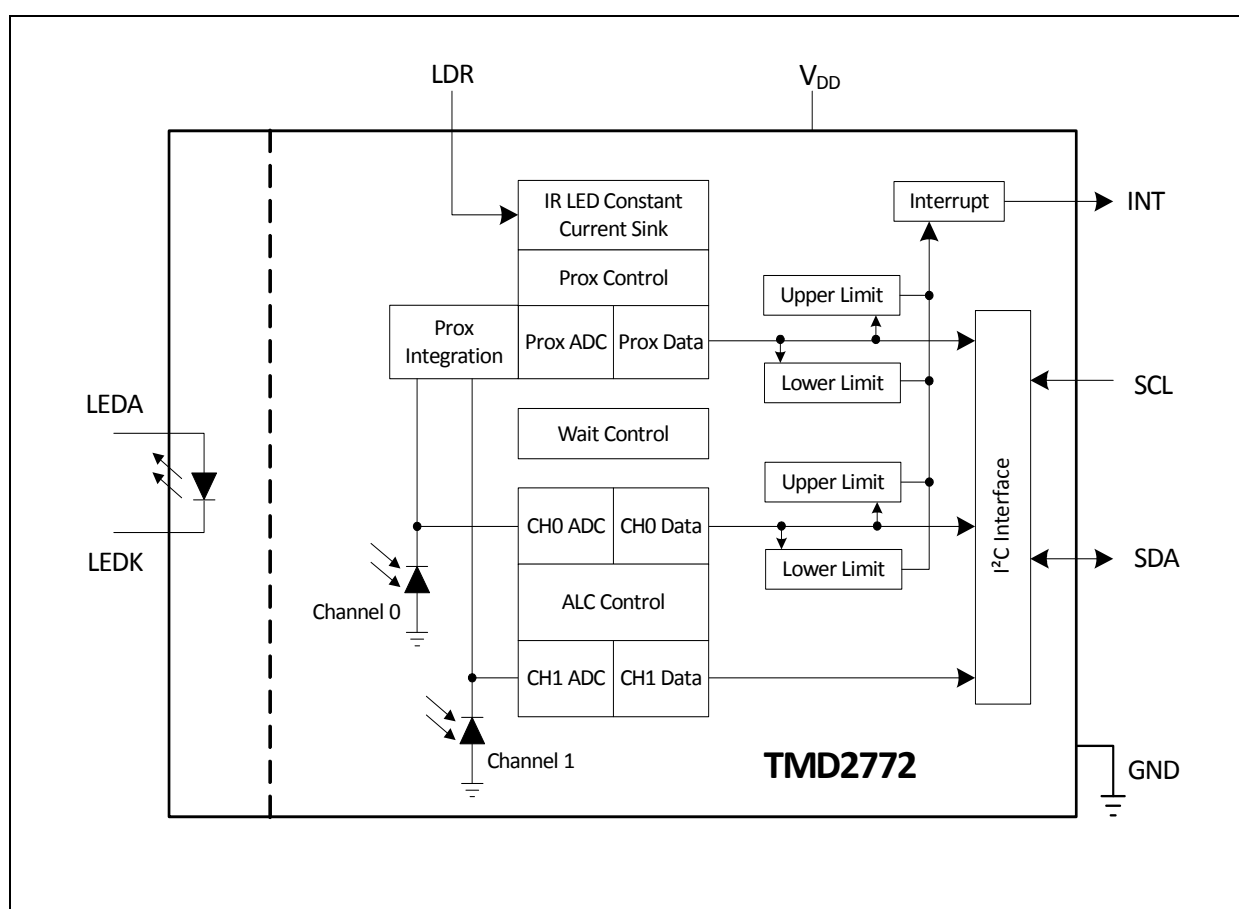 LDR
V_DD
IR LED Constant
Current Sink
Interrupt
INT
Prox Control
Upper Limit
Prox
Integration
Prox ADC
Prox Data
Lower Limit
SCL
LEDA
Wait Control
Upper Limit
I²C Interface
CH0 ADC
CH0 Data
LEDK
Lower Limit
SDA
Channel 0
ALC Control
CH1 ADC
CH1 Data
Channel 1
TMD2772
GND